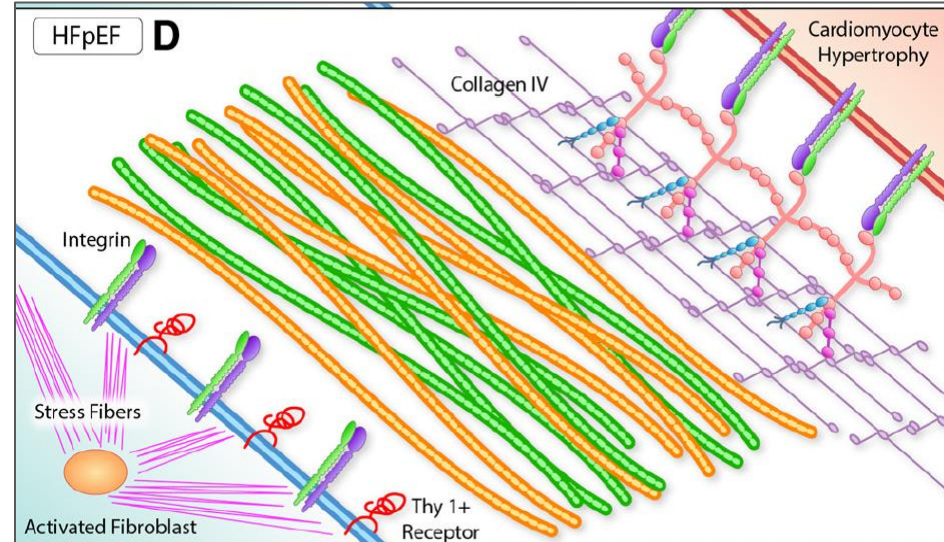 HFpEF
D
Cardiomyocyte
Hypertrophy
Collagen IV
Integrin
Stress Fibers
Activated Fibroblast
Thy 1+
Receptor